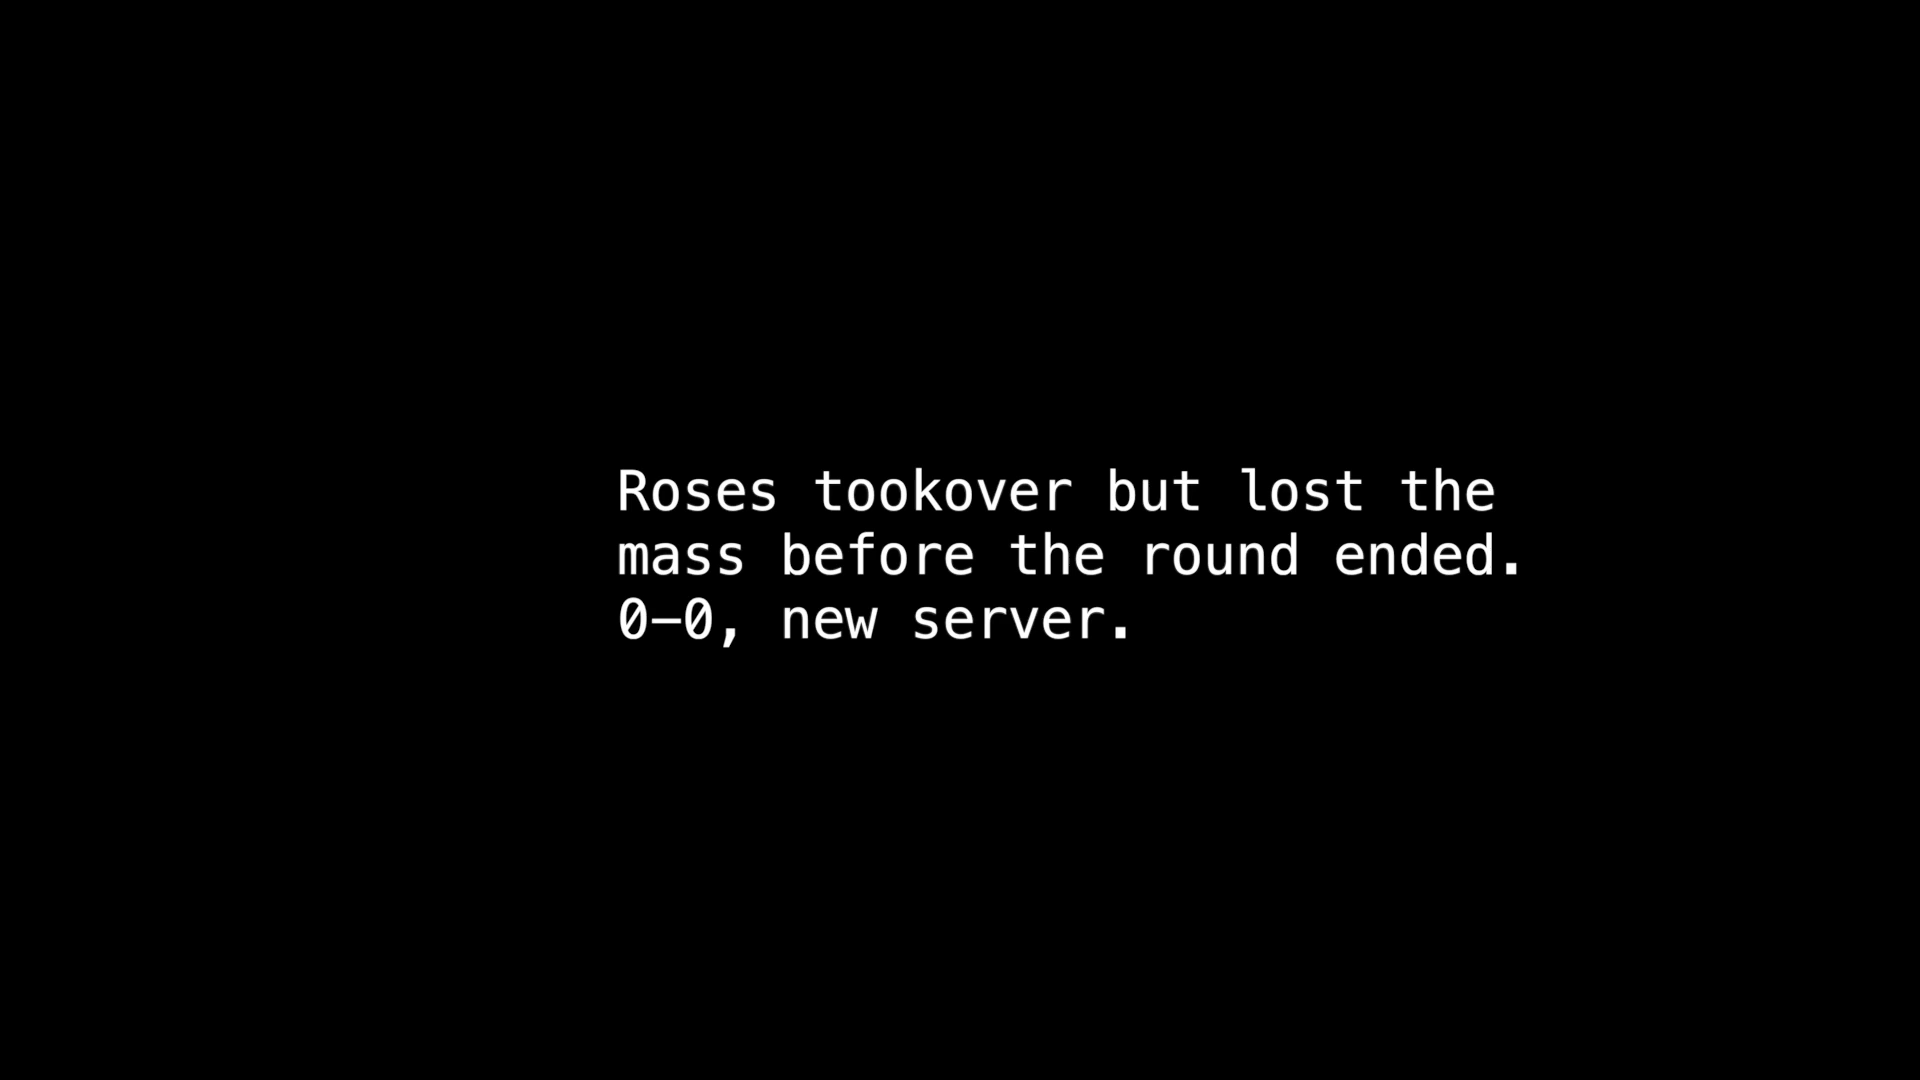 Roses tookover but lost the
mass before the round ended.
0-0, new server.